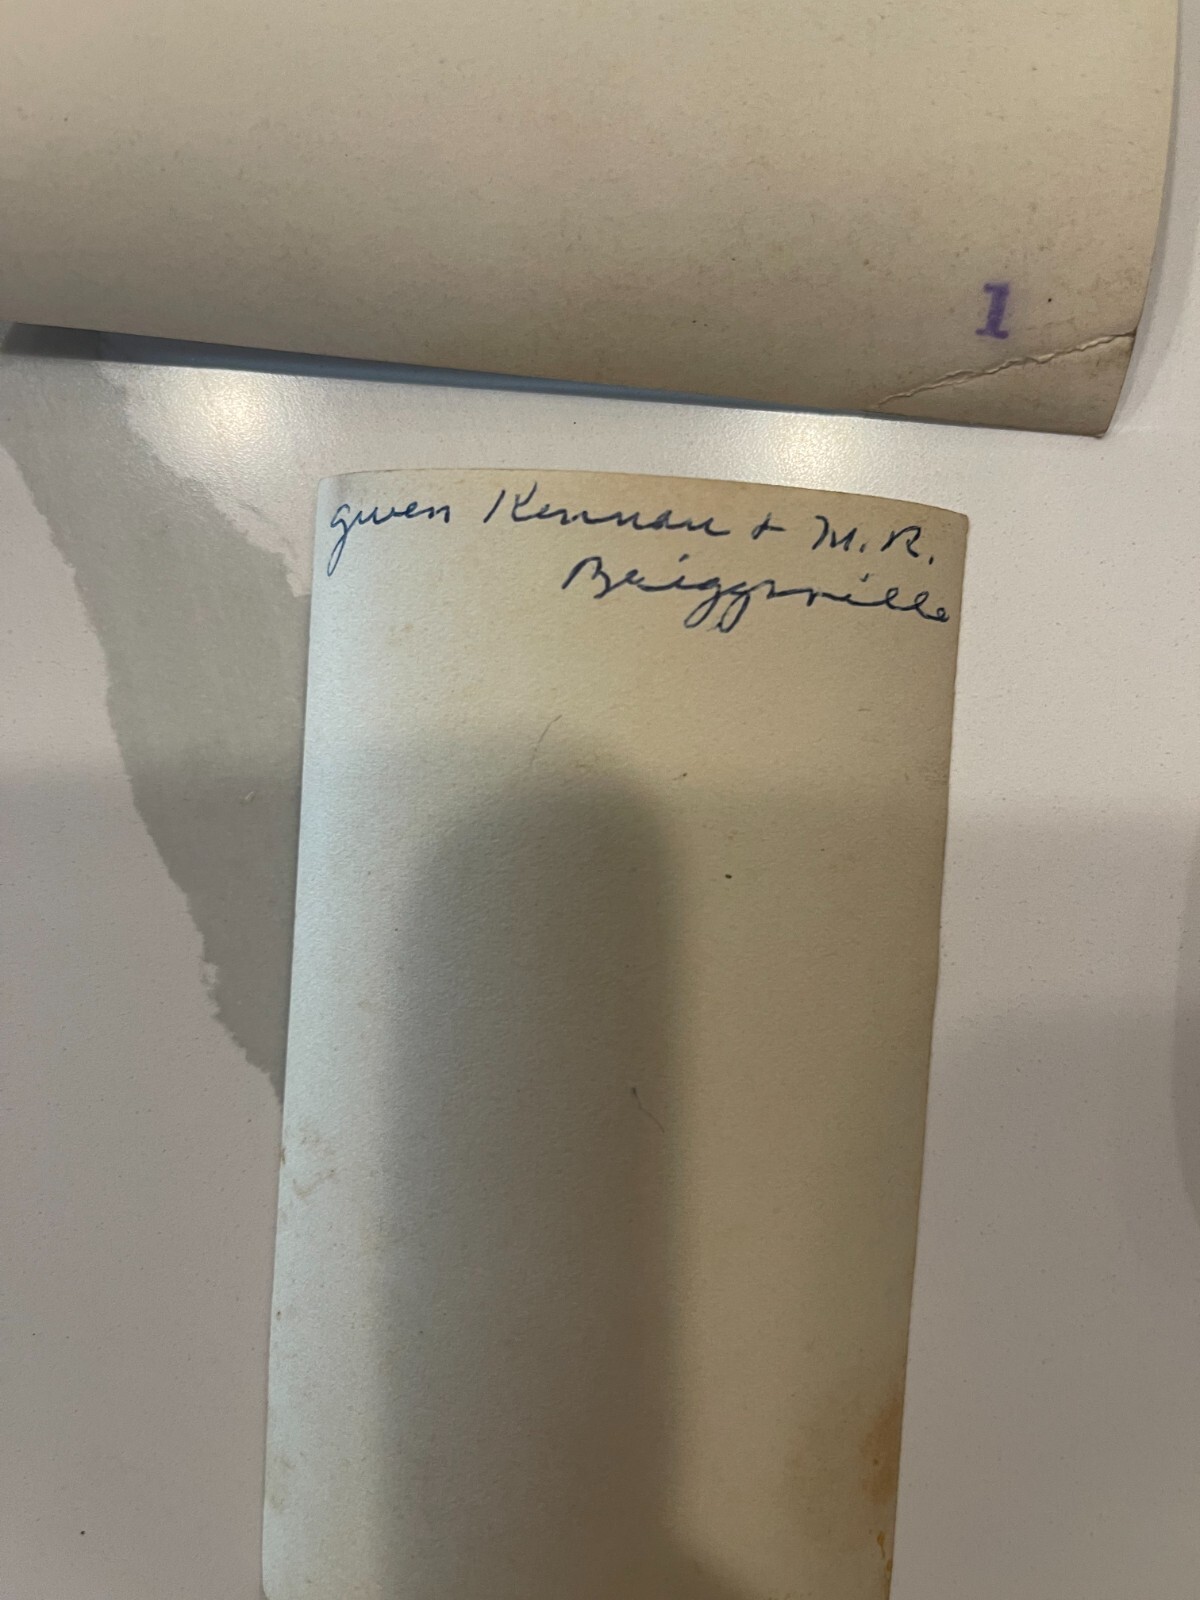 1
Gwen Kennan + M.R.
Briggsville